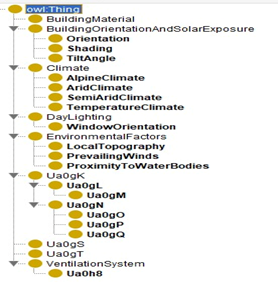 owl:Thing
BuildingMaterial
BuildingOrientationAndSolarExposure
Orientation
Shading
TiltAngle
Climate
AlpineClimate
AridClimate
SemiAridClimate
TemperatureClimate
DayLighting
WindowOrientation
EnvironmentalFactors
LocalTopography
PrevailingWinds
ProximityToWaterBodies
Ua0gK
Ua0gL
Ua0gM
Ua0gN
Ua0gO
Ua0gP
Ua0gQ
Ua0gS
Ua0gT
VentilationSystem
Ua0h8